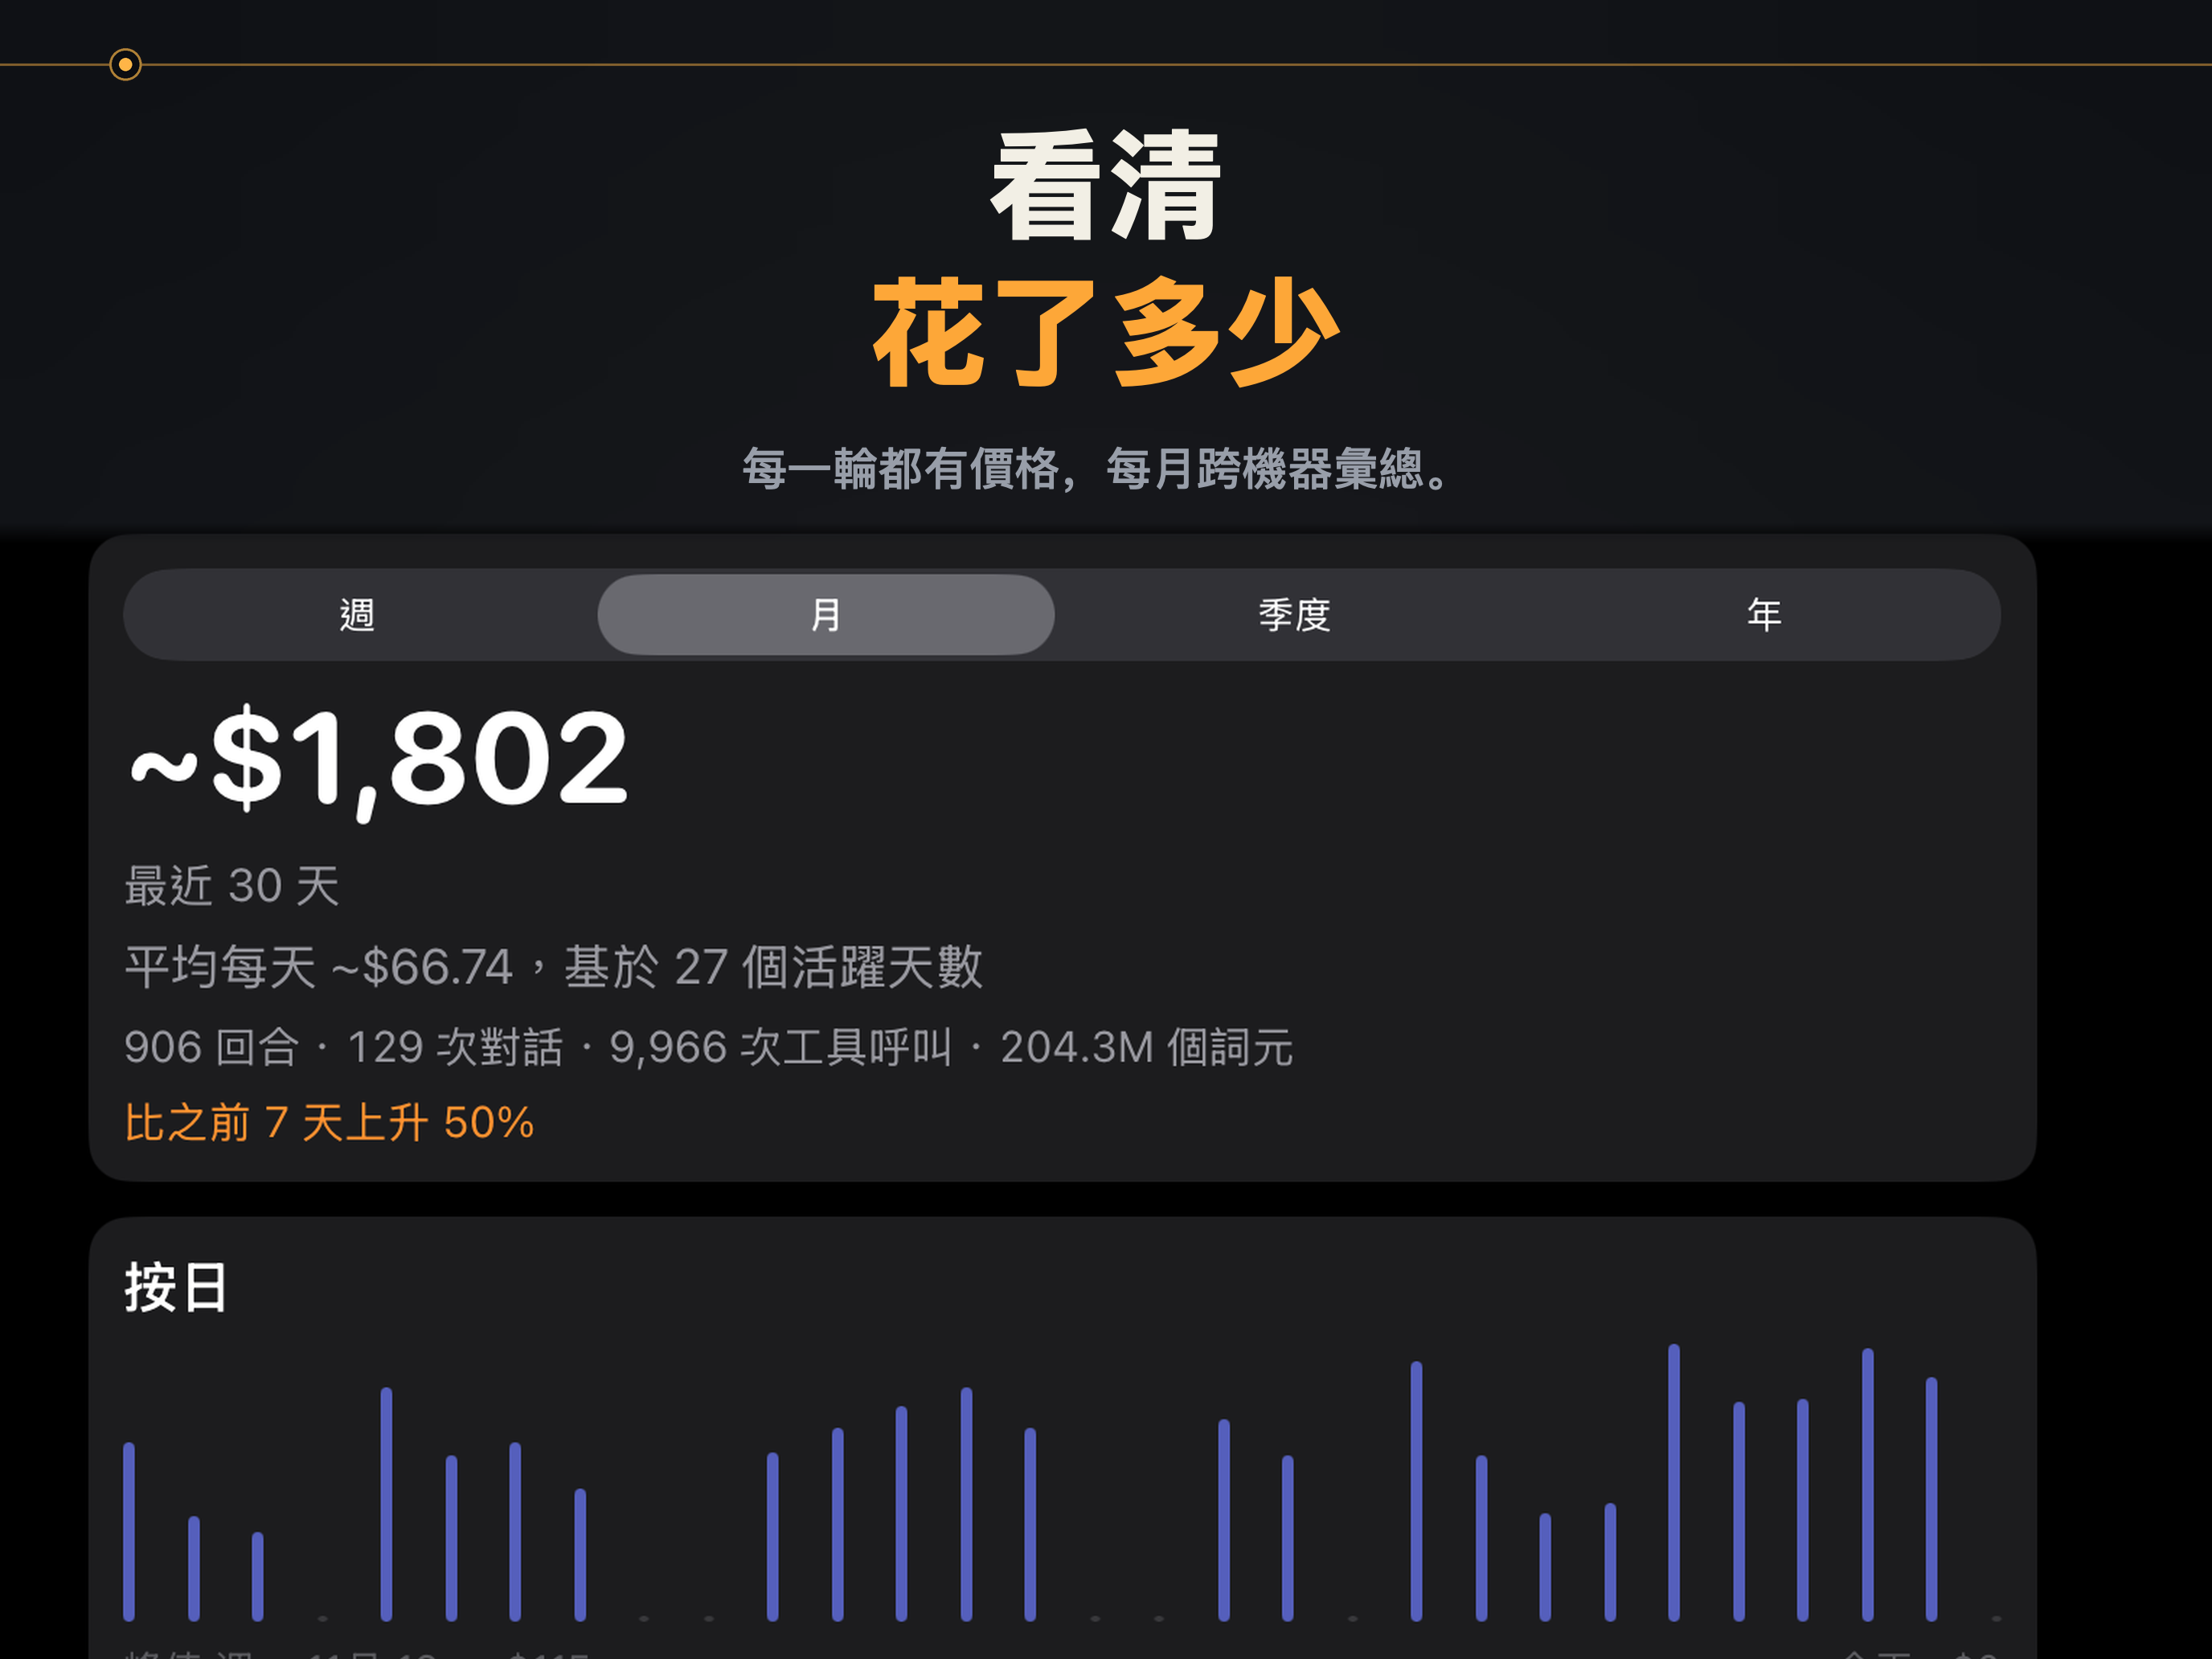 看清
花了多少
每一輪都有價格，每月跨機器彙總。
週
月
季度
年
~$1,802
最近 30 天
平均每天 ~$66.74，基於 27 個活躍天數
906 回合 · 129 次對話 · 9,966 次工具呼叫 · 204.3M 個詞元
比之前 7 天上升 50%
按日